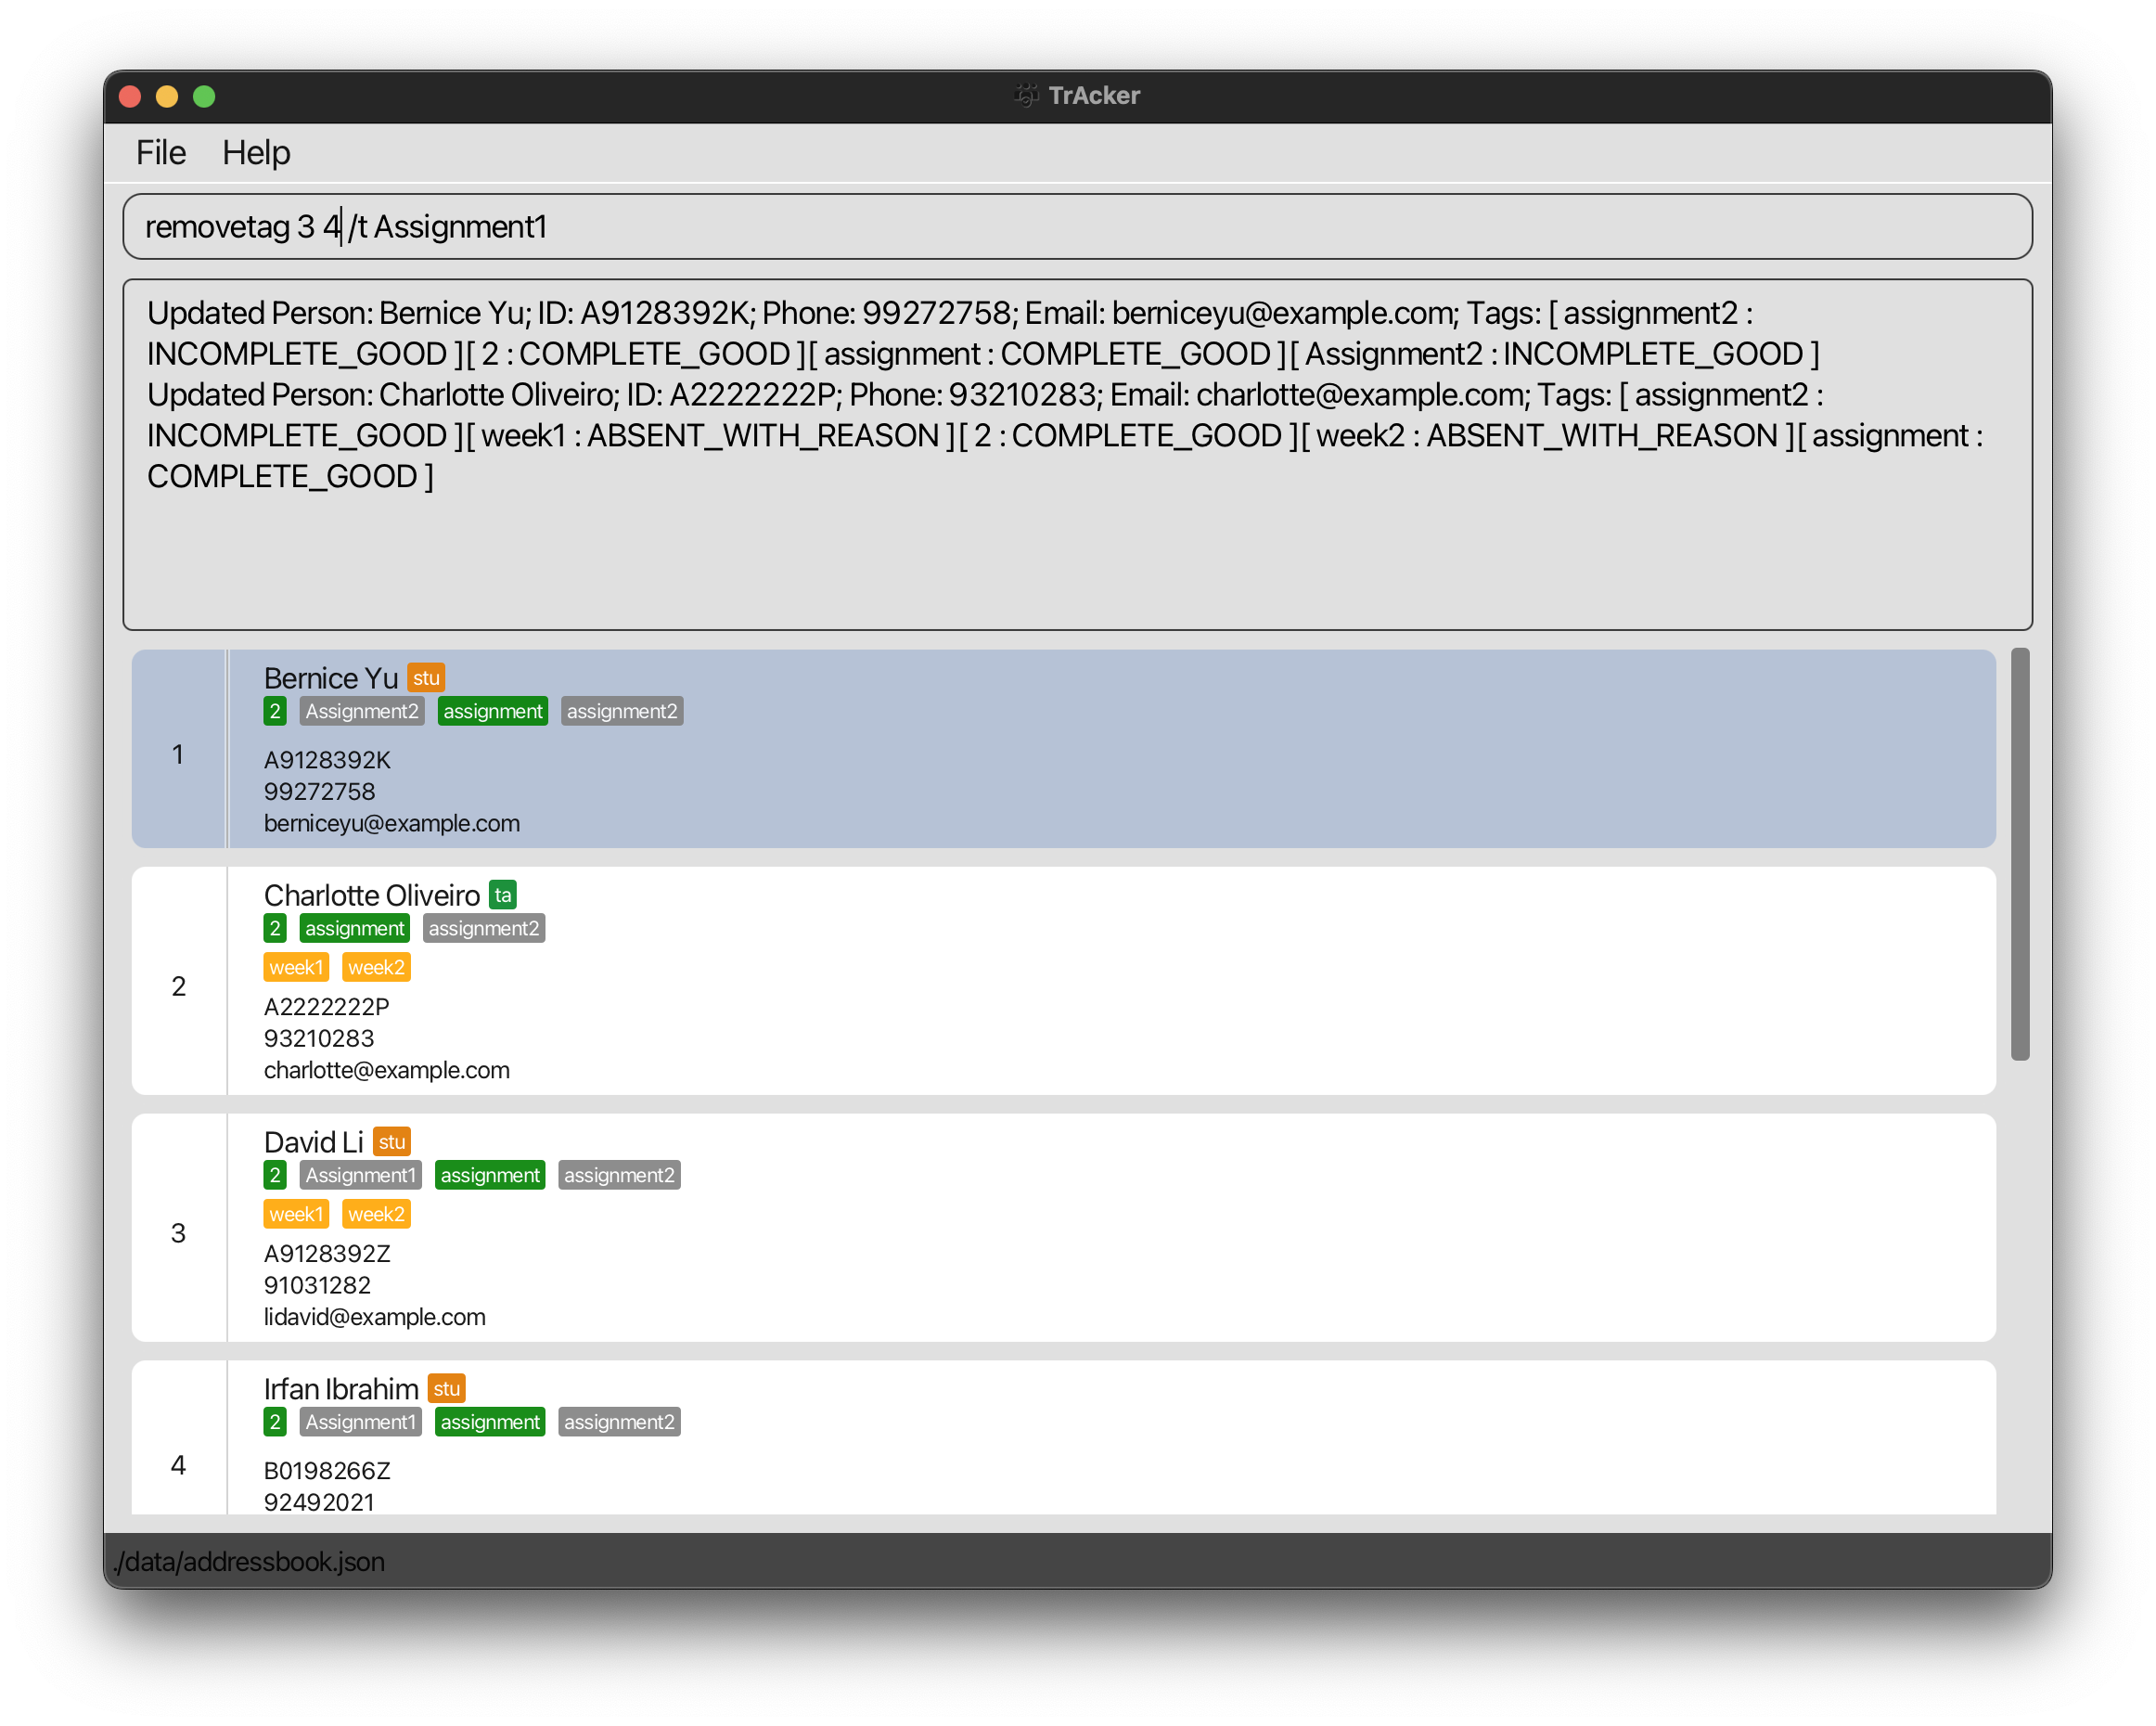 TrAcker
File Help
removetag 3 4 /t Assignment1
Updated Person: Bernice Yu; ID: A9128392K; Phone: 99272758; Email: berniceyu@example.com; Tags: [ assignment2 :
INCOMPLETE_GOOD ][ 2 : COMPLETE_GOOD ][ assignment : COMPLETE_GOOD ][ Assignment2 : INCOMPLETE_GOOD ]
Updated Person: Charlotte Oliveiro; ID: A2222222P; Phone: 93210283; Email: charlotte@example.com; Tags: [ assignment2 :
INCOMPLETE_GOOD ][ week1 : ABSENT_WITH_REASON ][ 2 : COMPLETE_GOOD ][ week2 : ABSENT_WITH_REASON ][ assignment :
COMPLETE_GOOD ]
1
Bernice Yu stu
2 Assignment2 assignment assignment2
A9128392K
99272758
berniceyu@example.com
2
Charlotte Oliveiro ta
2 assignment assignment2
week1 week2
A2222222P
93210283
charlotte@example.com
3
David Li stu
2 Assignment1 assignment assignment2
week1 week2
A9128392Z
91031282
lidavid@example.com
4
Irfan Ibrahim stu
2 Assignment1 assignment assignment2
B0198266Z
92492021
./data/addressbook.json